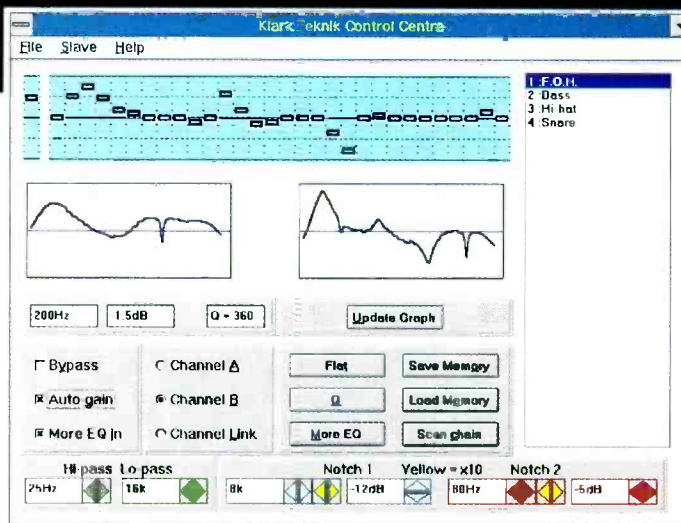 Klark Teknik Control Centre
File Slave Help
1 :F.O.H.
2 :Bass
3 :Hi hat
4 :Snare
200Hz 1.5dB Q = 360 Update Graph
Bypass Channel A Flat Save Memory
Auto gain Channel B Q Load Memory
More EQ in Channel Link More EQ Scan chain
Hi-pass Lo-pass Notch 1 Yellow = x10 Notch 2
25Hz 16k 8k -12dB 80Hz -5dB